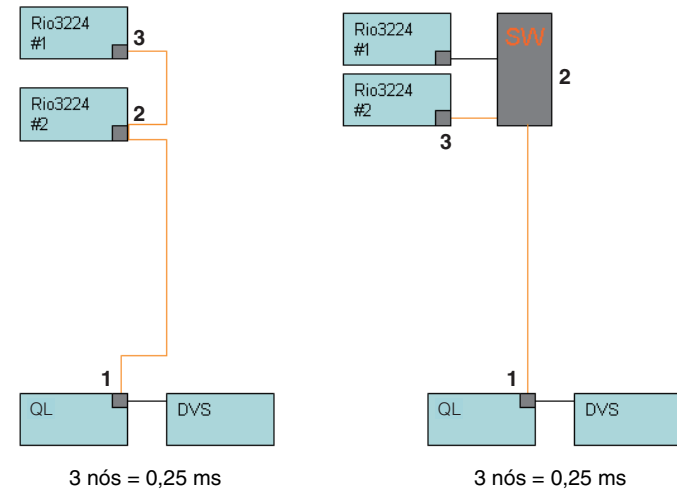 Rio3224
#1
3
Rio3224
#2
2
1
QL
DVS
3 nós = 0,25 ms
Rio3224
#1
SW
2
Rio3224
#2
3
1
QL
DVS
3 nós = 0,25 ms